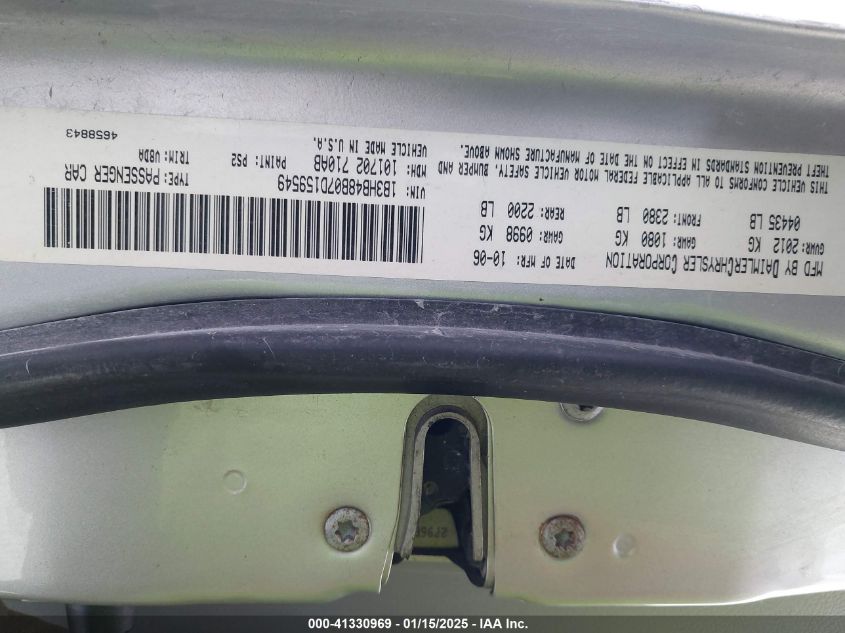 MFD BY DAIMLERCHRYSLER CORPORATION
DATE OF MFR: 10-06
GVWR: 2012 KG
GAWR: 1080 KG
GAWR: 0998 KG
04435 LB
FRONT: 2380 LB
REAR: 2200 LB
THIS VEHICLE CONFORMS TO ALL APPLICABLE FEDERAL MOTOR VEHICLE SAFETY, BUMPER AND
THEFT PREVENTION STANDARDS IN EFFECT ON THE DATE OF MANUFACTURE SHOWN ABOVE.
VIN: 1B3HB48B07D159549
TYPE: PASSENGER CAR
MDH: 101702 710AB
PAINT: PS2
TRIM: V8DA
VEHICLE MADE IN U.S.A.
4658843
000-41330969 — 01/15/2025 — IAA Inc.